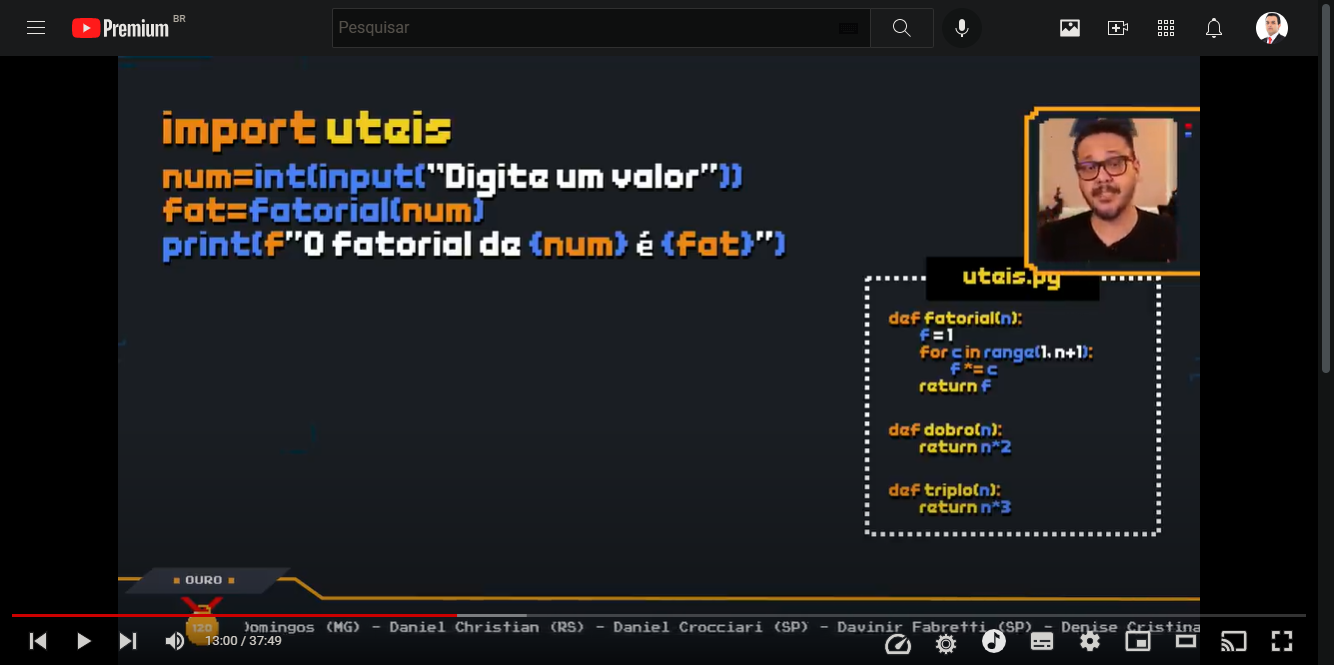 Premium BR
Pesquisar
import uteis
num=int(input("Digite um valor"))
fat=fatorial(num)
print(f"O fatorial de {num} é {fat}")
uteis.py
def fatorial(n):
f = 1
for c in range(1, n+1):
f *= c
return f
def dobro(n):
return n*2
def triplo(n):
return n*3
OURO
120
Domingos (MG) - Daniel Christian (RS) - Daniel Crocciari (SP) - Davinir Fabretti (SP) - Denise Cristina
13:00 / 37:49